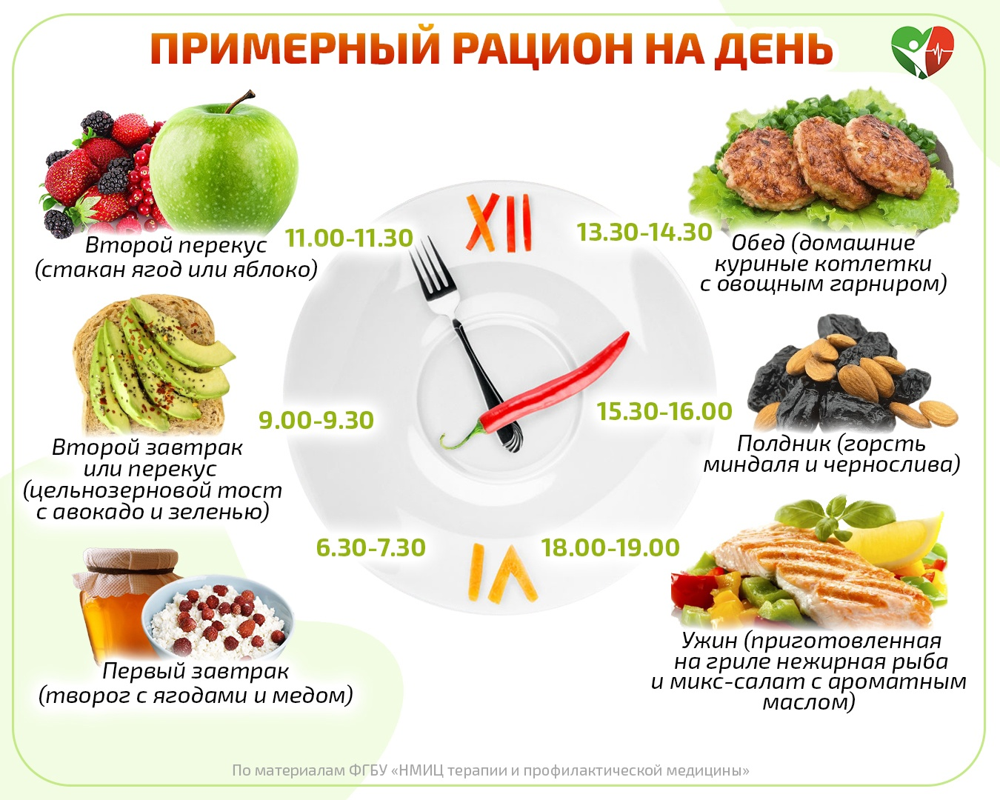 ПРИМЕРНЫЙ РАЦИОН НА ДЕНЬ
11.00-11.30
Второй перекус
(стакан ягод или яблоко)
9.00-9.30
Второй завтрак
или перекус
(цельнозерновой тост
с авокадо и зеленью)
6.30-7.30
Первый завтрак
(творог с ягодами и медом)
XII
VI
13.30-14.30
Обед (домашние
куриные котлетки
с овощным гарниром)
15.30-16.00
Полдник (горсть
миндаля и чернослива)
18.00-19.00
Ужин (приготовленная
на гриле нежирная рыба
и микс-салат с ароматным
маслом)
По материалам ФГБУ «НМИЦ терапии и профилактической медицины»